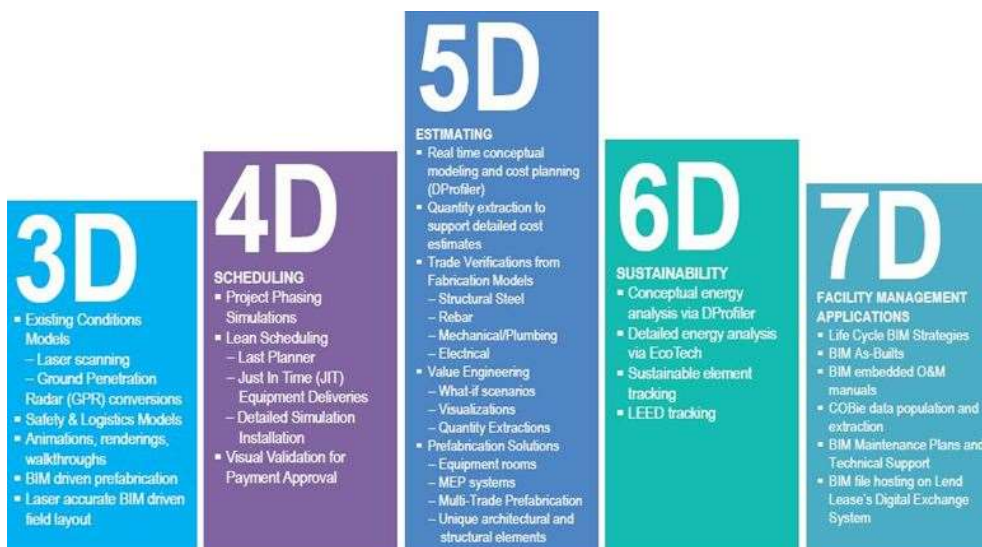 3D
▪ Existing Conditions
Models
– Laser scanning
– Ground Penetration
Radar (GPR) conversions
▪ Safety & Logistics Models
▪ Animations, renderings,
walkthroughs
▪ BIM driven prefabrication
▪ Laser accurate BIM driven
field layout
4D
SCHEDULING
▪ Project Phasing
Simulations
▪ Lean Scheduling
– Last Planner
– Just In Time (JIT)
Equipment Deliveries
– Detailed Simulation
Installation
▪ Visual Validation for
Payment Approval
5D
ESTIMATING
▪ Real time conceptual
modeling and cost planning
(DProfiler)
▪ Quantity extraction to
support detailed cost
estimates
▪ Trade Verifications from
Fabrication Models
– Structural Steel
– Rebar
– Mechanical/Plumbing
– Electrical
▪ Value Engineering
– What-if scenarios
– Visualizations
– Quantity Extractions
▪ Prefabrication Solutions
– Equipment rooms
– MEP systems
– Multi-Trade Prefabrication
– Unique architectural and
structural elements
6D
SUSTAINABILITY
▪ Conceptual energy
analysis via DProfiler
▪ Detailed energy analysis
via EcoTech
▪ Sustainable element
tracking
▪ LEED tracking
7D
FACILITY MANAGEMENT
APPLICATIONS
▪ Life Cycle BIM Strategies
▪ BIM As-Builts
▪ BIM embedded O&M
manuals
▪ COBie data population and
extraction
▪ BIM Maintenance Plans and
Technical Support
▪ BIM file hosting on Lend
Lease's Digital Exchange
System